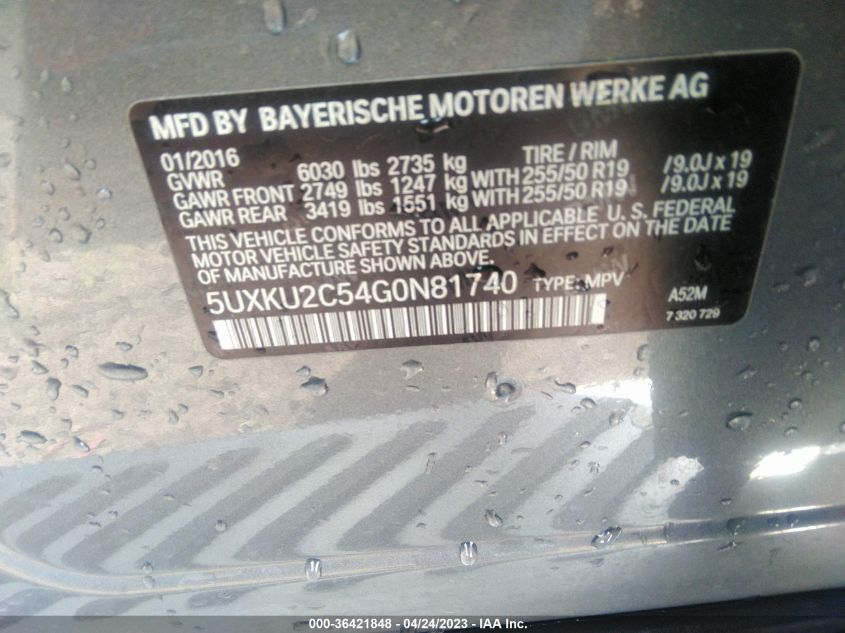 MFD BY BAYERISCHE MOTOREN WERKE AG
01/2016 TIRE / RIM
GVWR 6030 lbs 2735 kg
GAWR FRONT 2749 lbs 1247 kg WITH 255/50 R19 /9.0J x 19
GAWR REAR 3419 lbs 1551 kg WITH 255/50 R19 /9.0J x 19
THIS VEHICLE CONFORMS TO ALL APPLICABLE U. S. FEDERAL
MOTOR VEHICLE SAFETY STANDARDS IN EFFECT ON THE DATE
OF MANUFACTURE SHOWN ABOVE.
5UXKU2C54G0N81740 TYPE: MPV A52M
7 320 729
000-36421848 - 04/24/2023 - IAA Inc.